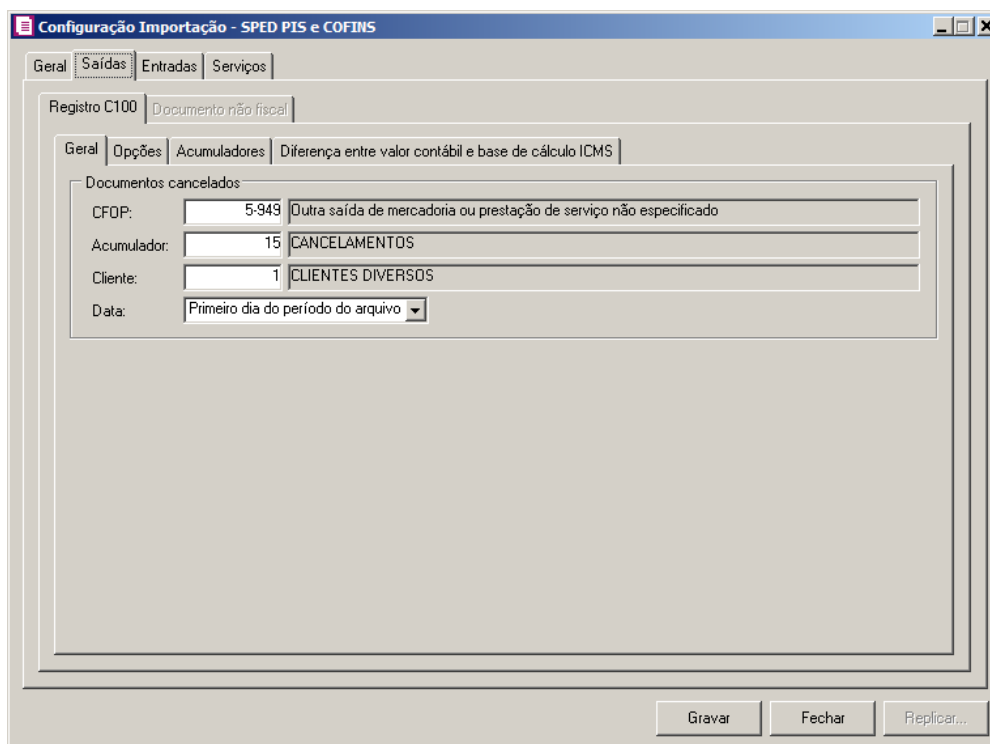 Configuração Importação - SPED PIS e COFINS
Geral Saídas Entradas Serviços
Registro C100 Documento não fiscal
Geral Opções Acumuladores Diferença entre valor contábil e base de cálculo ICMS
Documentos cancelados
CFOP: 5-949 Outra saída de mercadoria ou prestação de serviço não especificado
Acumulador: 15 CANCELAMENTOS
Cliente: 1 CLIENTES DIVERSOS
Data: Primeiro dia do período do arquivo
Gravar Fechar Replicar...